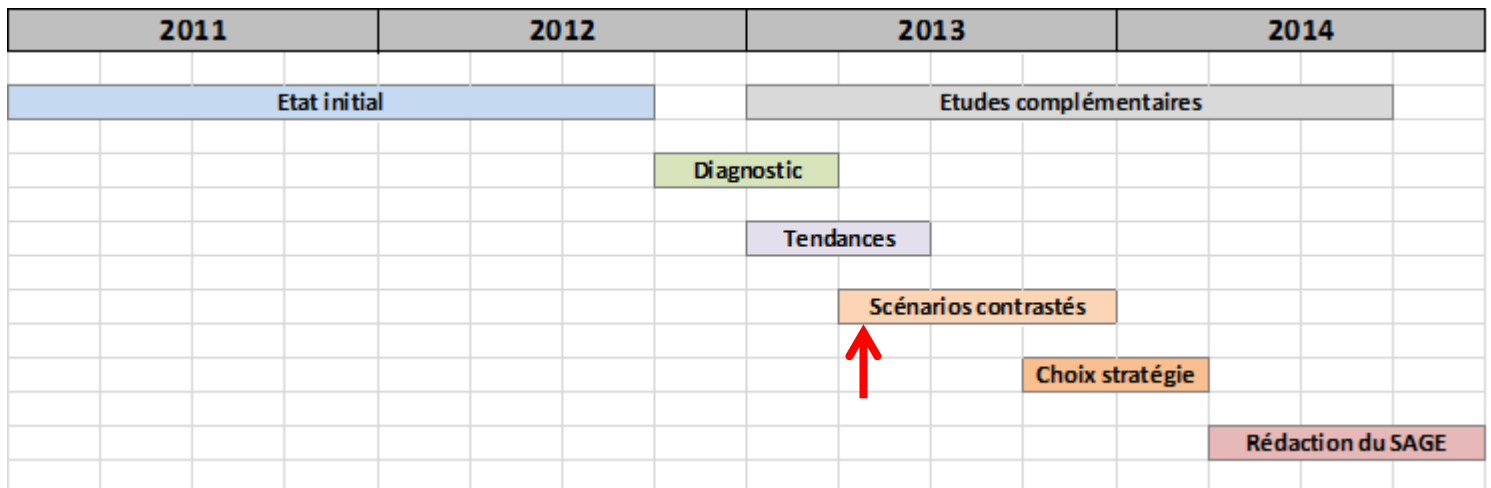 2011 2012 2013 2014
Etat initial Etudes complémentaires
Diagnostic
Tendances
Scénarios contrastés
Choix stratégie
Rédaction du SAGE